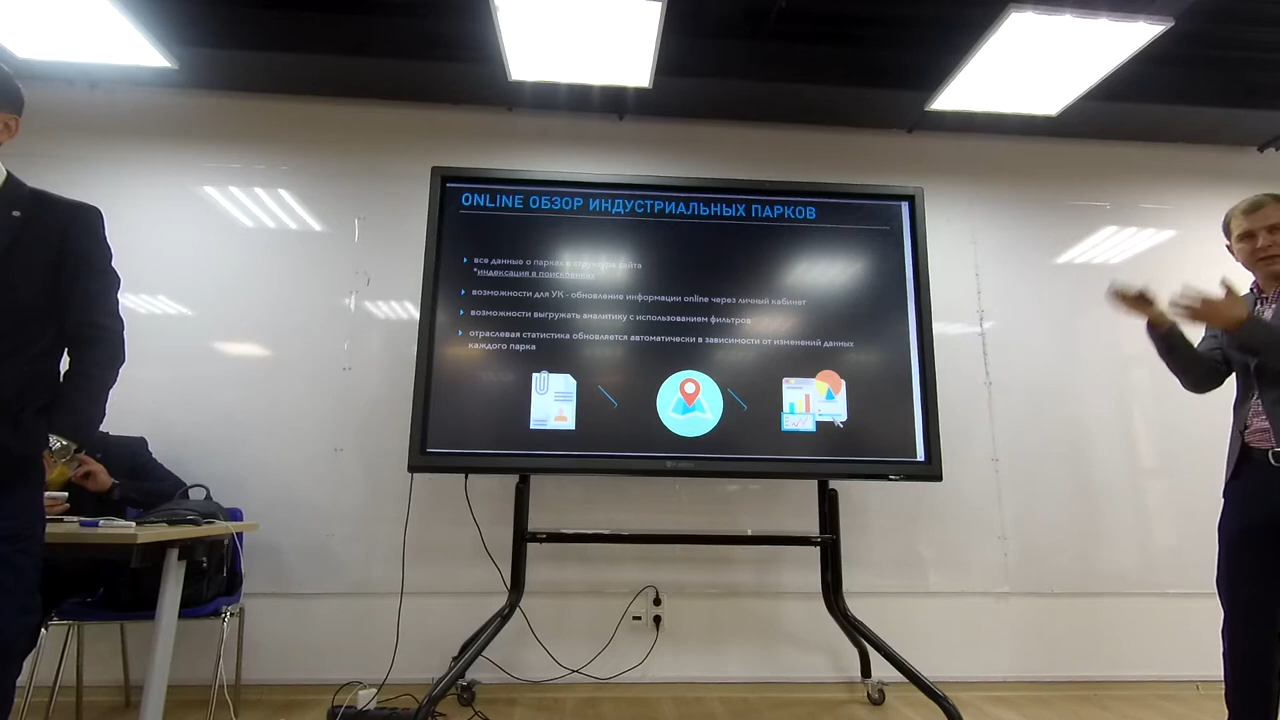 ONLINE ОБЗОР ИНДУСТРИАЛЬНЫХ ПАРКОВ
все данные о парках в структуре сайта
*индексация в поисковиках
возможности для УК - обновление информации online через личный кабинет
возможности выгружать аналитику с использованием фильтров
отраслевая статистика обновляется автоматически в зависимости от изменений данных
каждого парка